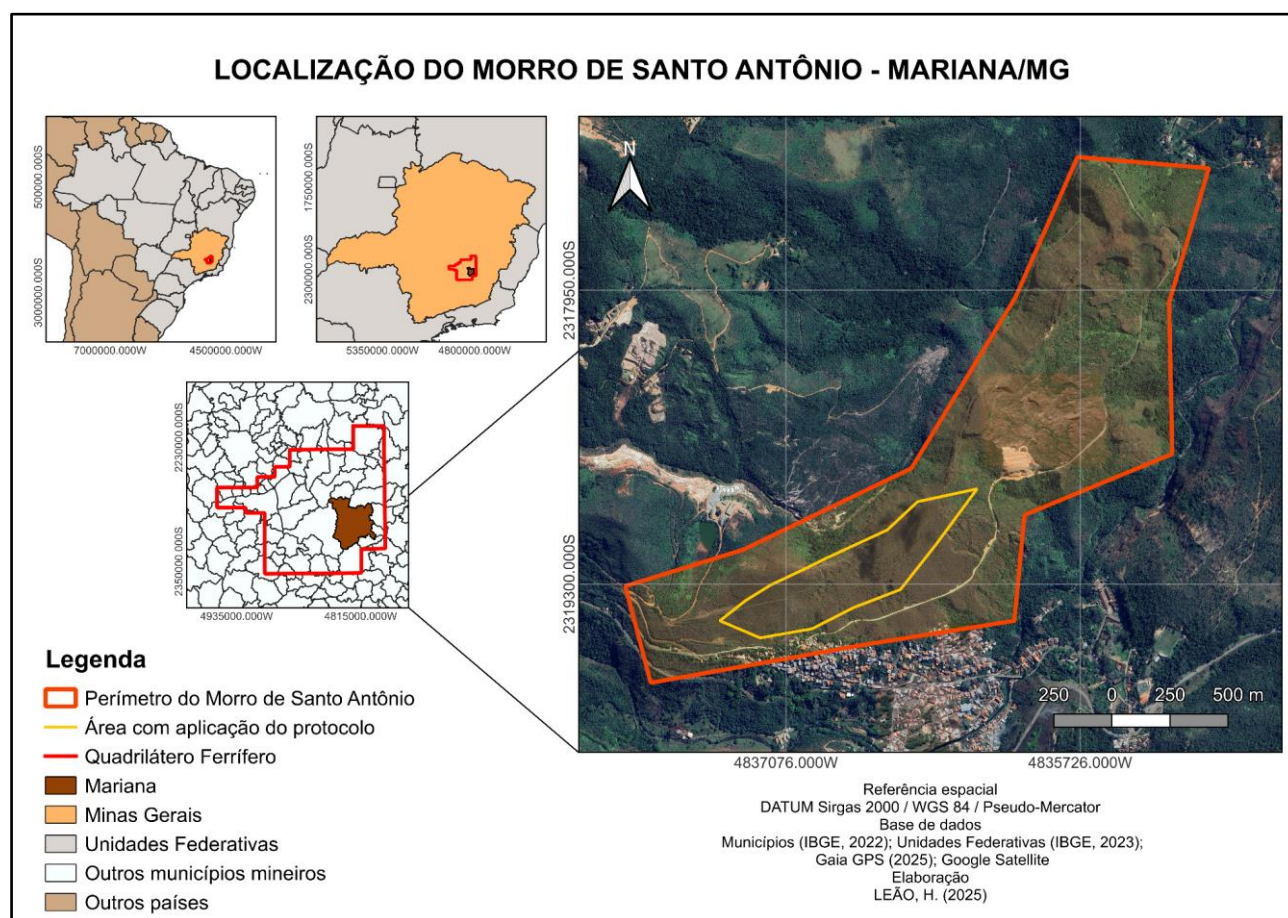 LOCALIZAÇÃO DO MORRO DE SANTO ANTÔNIO - MARIANA/MG
500000.000S
3000000.000S
7000000.000W
4500000.000W
1750000.000S
2300000.000S
5350000.000W
4800000.000W
2230000.000S
2350000.000S
4935000.000W
4815000.000W
N
2317950.000S
2319300.000S
250 0 250 500 m
4837076.000W
4835726.000W
Legenda
Perímetro do Morro de Santo Antônio
Área com aplicação do protocolo
Quadrilátero Ferrífero
Mariana
Minas Gerais
Unidades Federativas
Outros municípios mineiros
Outros países
Referência espacial
DATUM Sirgas 2000 / WGS 84 / Pseudo-Mercator
Base de dados
Municípios (IBGE, 2022); Unidades Federativas (IBGE, 2023);
Gaia GPS (2025); Google Satellite
Elaboração
LEÃO, H. (2025)